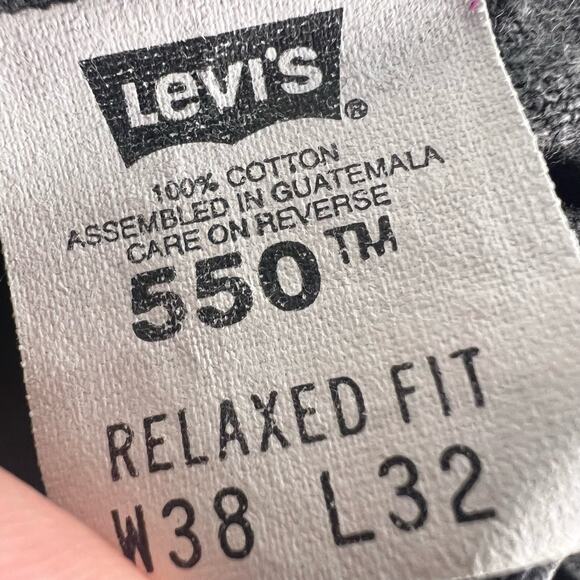 Levi's®
100% COTTON
ASSEMBLED IN GUATEMALA
CARE ON REVERSE
550™
RELAXED FIT
W38 L32